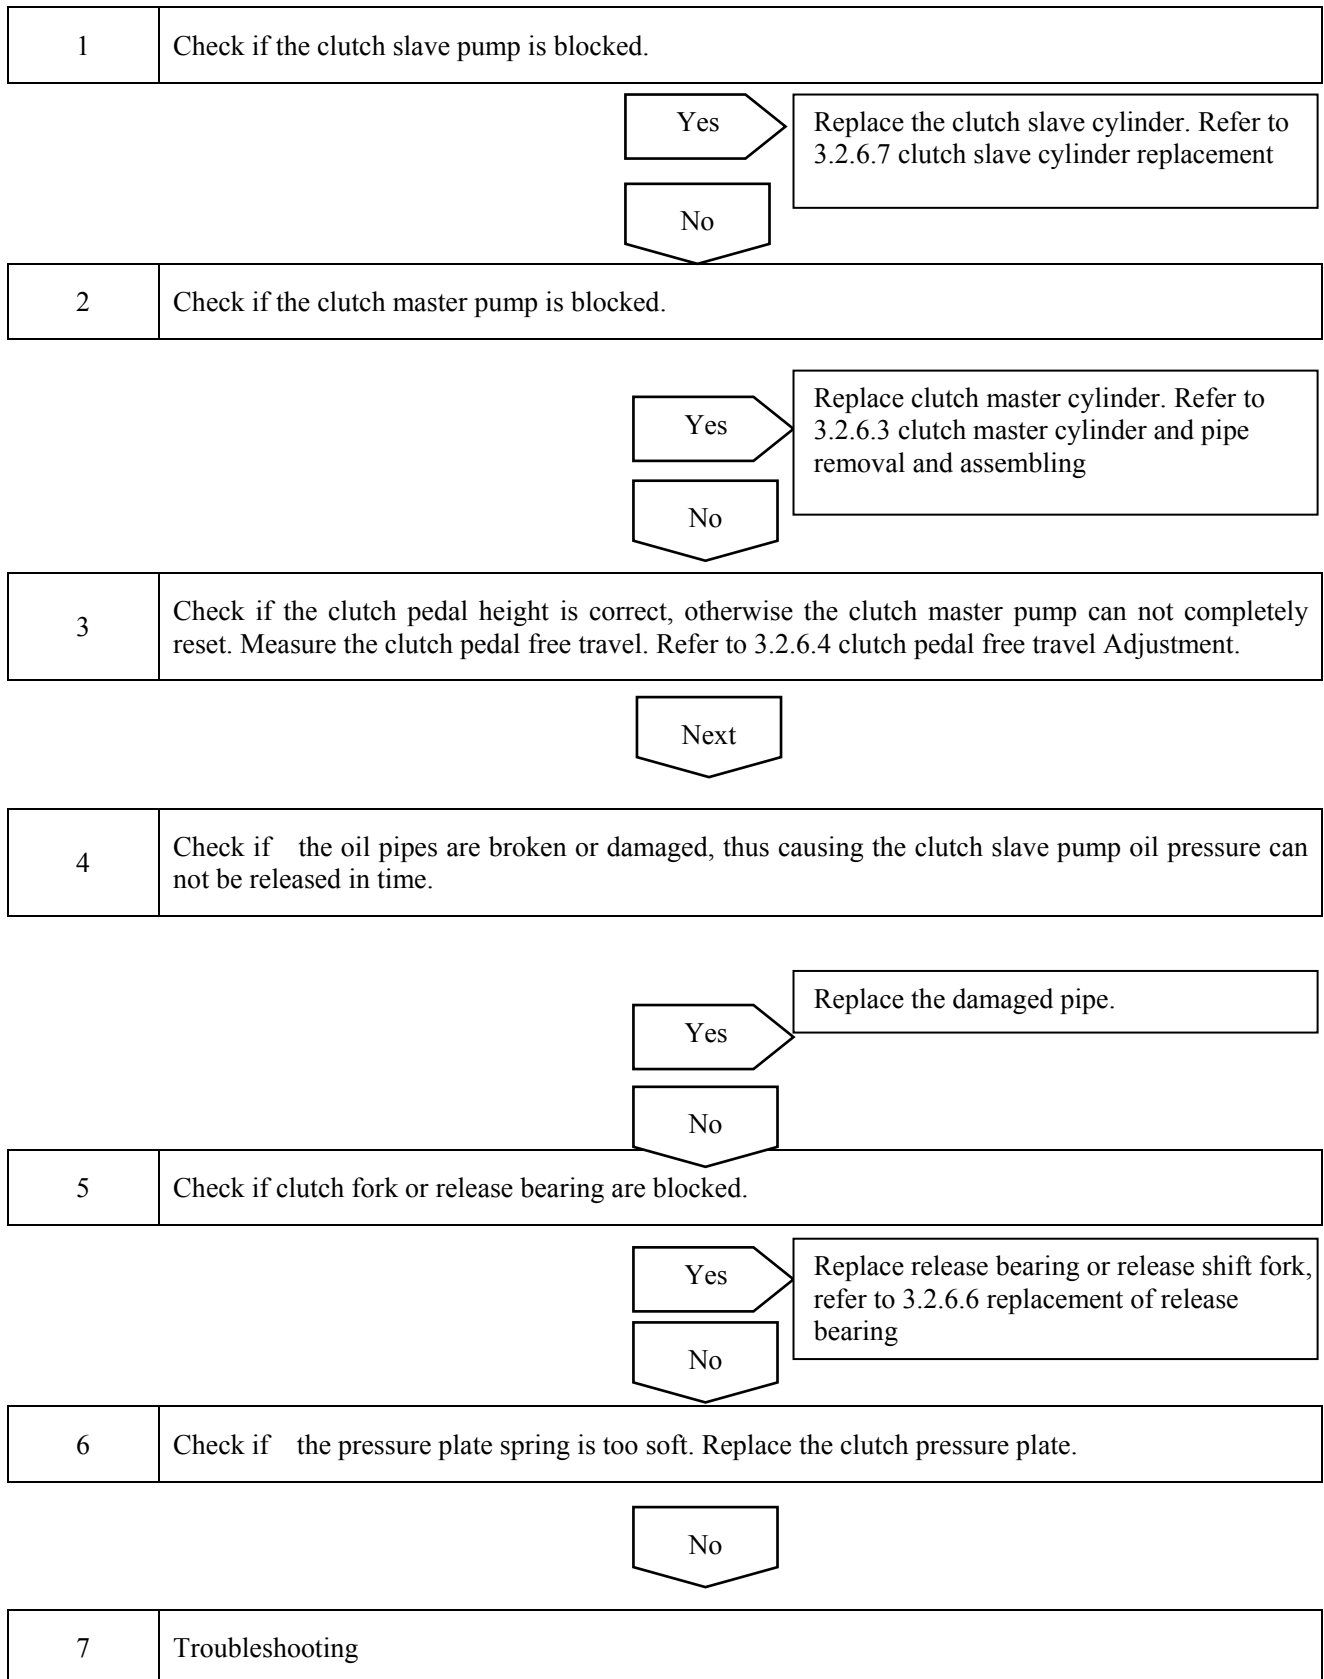 1
Check if the clutch slave pump is blocked.
Yes
Replace the clutch slave cylinder. Refer to
3.2.6.7 clutch slave cylinder replacement
No
2
Check if the clutch master pump is blocked.
Yes
Replace clutch master cylinder. Refer to
3.2.6.3 clutch master cylinder and pipe
removal and assembling
No
3
Check if the clutch pedal height is correct, otherwise the clutch master pump can not completely
reset. Measure the clutch pedal free travel. Refer to 3.2.6.4 clutch pedal free travel Adjustment.
Next
4
Check if the oil pipes are broken or damaged, thus causing the clutch slave pump oil pressure can
not be released in time.
Yes
Replace the damaged pipe.
No
5
Check if clutch fork or release bearing are blocked.
Yes
Replace release bearing or release shift fork,
refer to 3.2.6.6 replacement of release
bearing
No
6
Check if the pressure plate spring is too soft. Replace the clutch pressure plate.
No
7
Troubleshooting